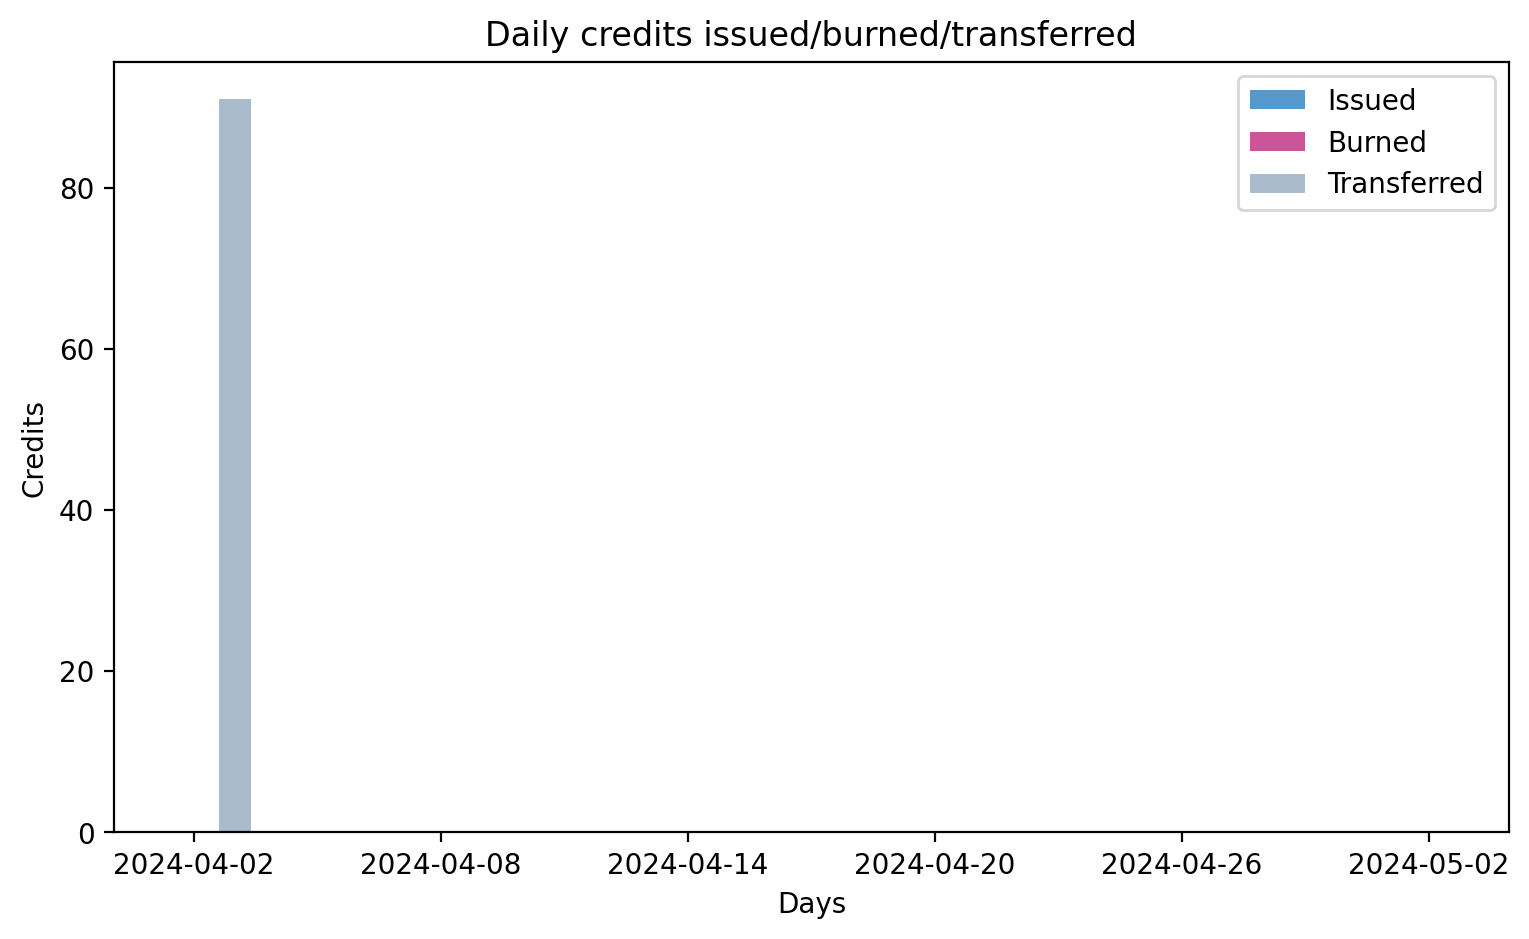 Daily credits issued/burned/transferred
Issued
Burned
Transferred
80
60
40
20
0
Credits
2024-04-02 2024-04-08 2024-04-14 2024-04-20 2024-04-26 2024-05-02
Days